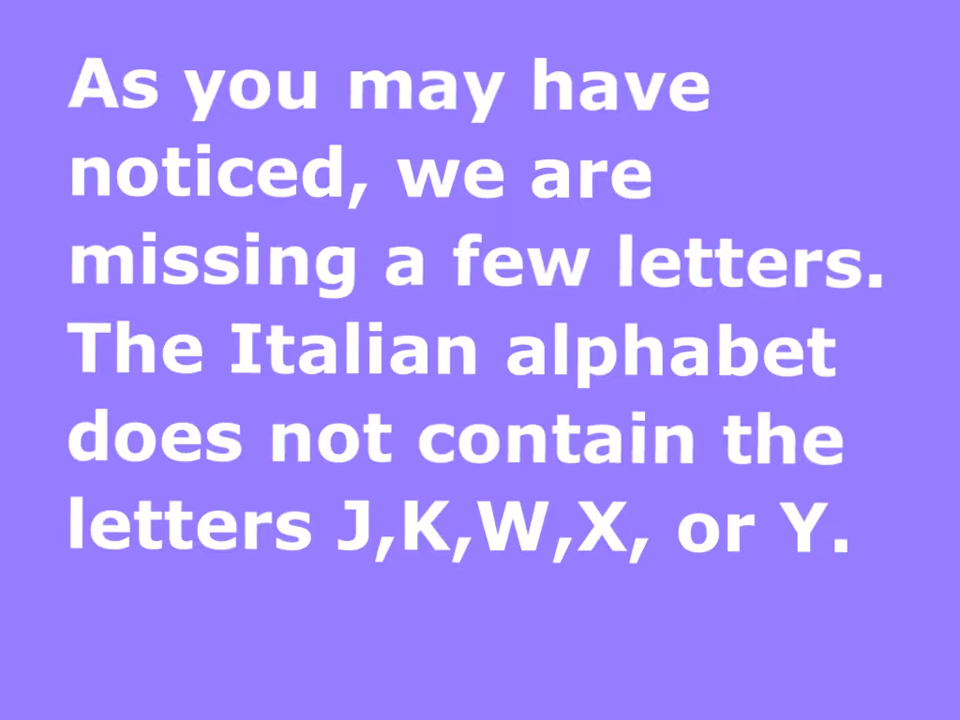 As you may have
noticed, we are
missing a few letters.
The Italian alphabet
does not contain the
letters J,K,W,X, or Y.